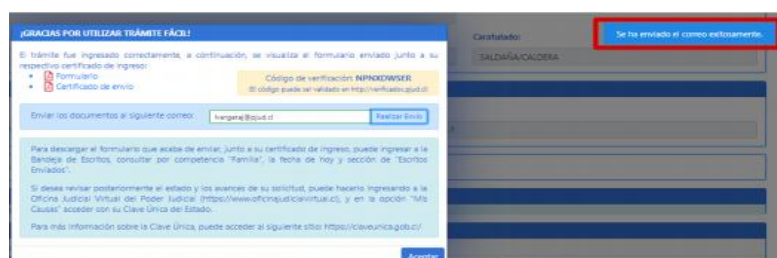 ¡GRACIAS POR UTILIZAR TRÁMITE FÁCIL!
El trámite fue ingresado correctamente, a continuación, se visualiza el formulario enviado junto a su
respectivo certificado de ingreso:
Formulario
Certificado de envío
Código de verificación: NPNXDWSER
(El código puede ser validado en http://verificadoc.pjud.cl)
Enviar los documentos al siguiente correo:
@pjud.cl
Realizar Envío
Para descargar el formulario que acaba de enviar, junto a su certificado de ingreso, puede ingresar a la
Bandeja de Escritos, consultar por competencia "Familia", la fecha de hoy y sección de "Escritos
Enviados".
Si desea revisar posteriormente el estado y los avances de su solicitud, puede hacerlo ingresando a la
Oficina Judicial Virtual del Poder Judicial (https://www.oficinajudicialvirtual.cl), y en la opción "Mis
Causas" acceder con su Clave Única del Estado.
Para más información sobre la Clave Única, puede acceder al siguiente sitio: https://claveunica.gob.cl/
Aceptar
Caratulado:
SALDAÑA/CALDERA
Se ha enviado el correo exitosamente.